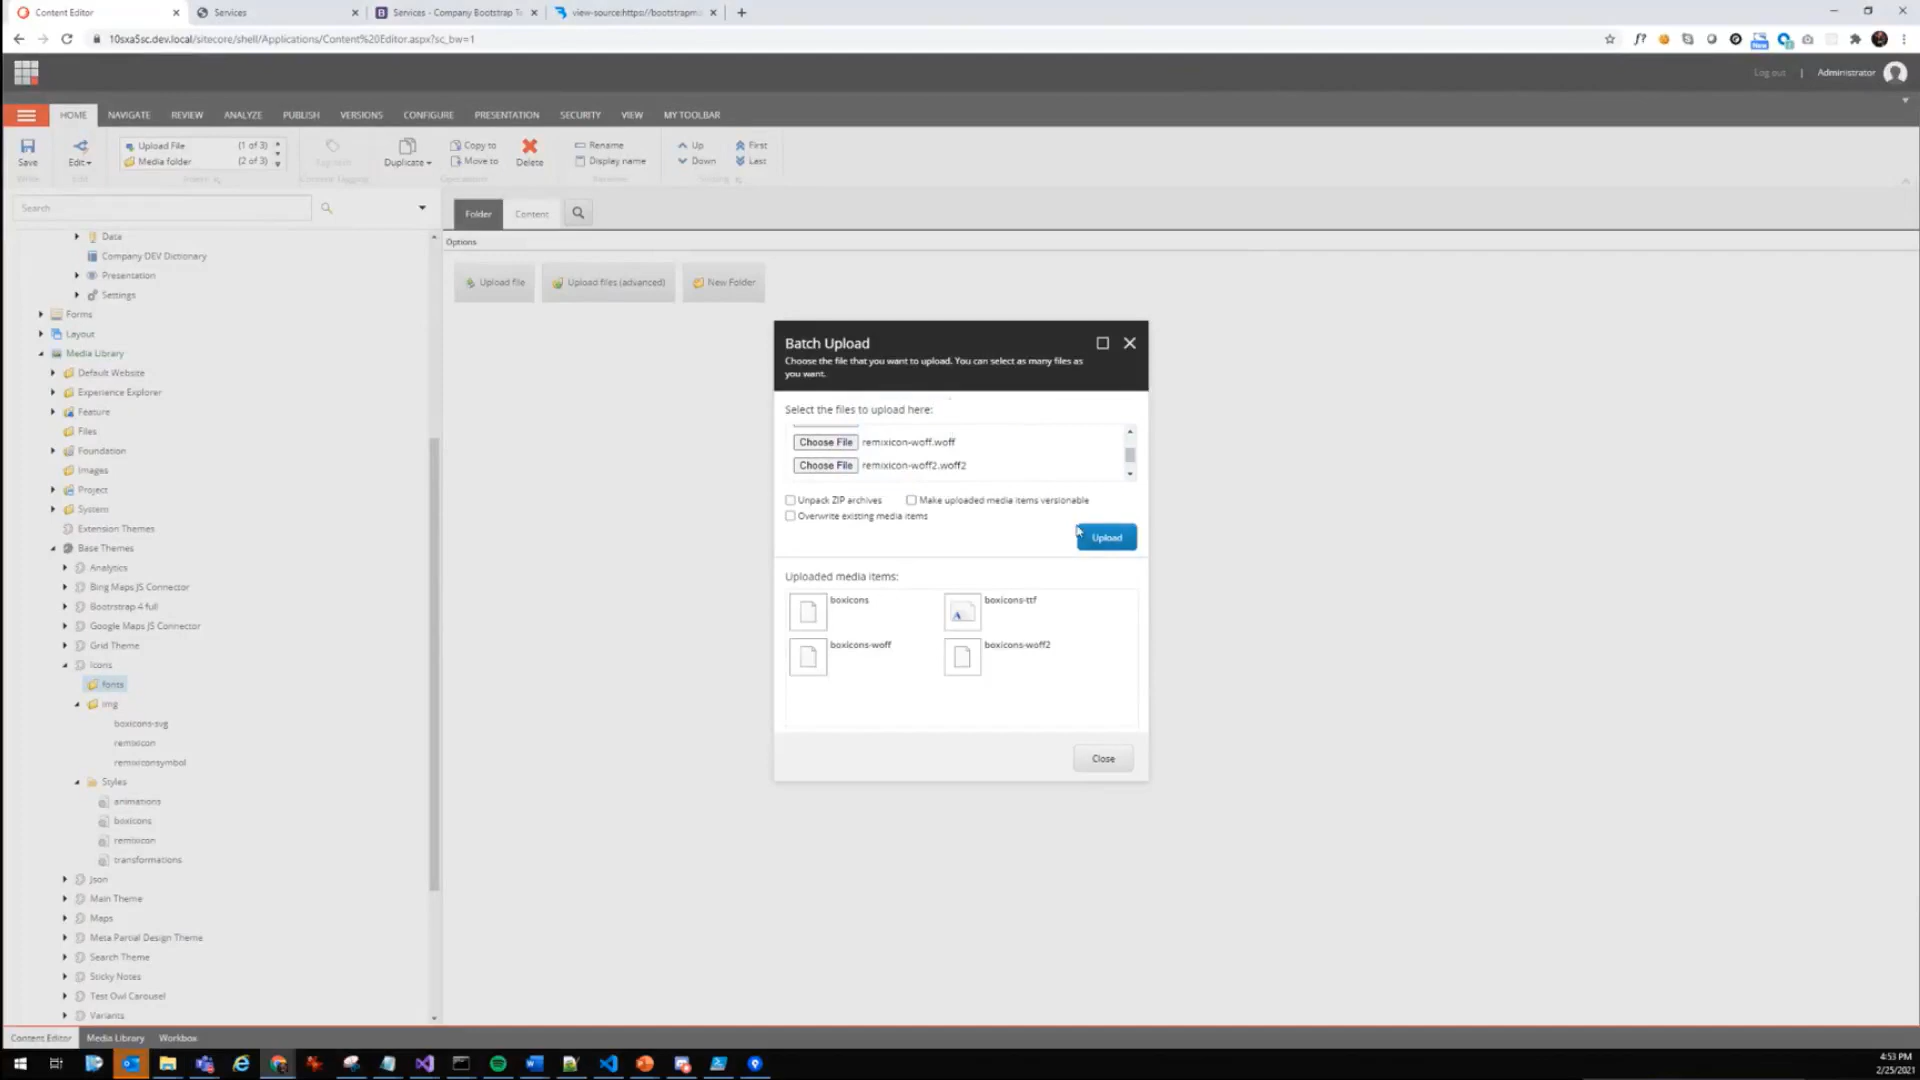 Content Editor
Services
Services - Company Bootstrap Te
view-source:https://bootstrapma
10sxa5sc.dev.local/sitecore/shell/Applications/Content%20Editor.aspx?sc_bw=1
f?
New
Log out
|
Administrator
HOME
NAVIGATE
REVIEW
ANALYZE
PUBLISH
VERSIONS
CONFIGURE
PRESENTATION
SECURITY
VIEW
MY TOOLBAR
Save
Edit
Upload File (1 of 3)
Media folder (2 of 3)
Duplicate
Copy to
Move to
Delete
Rename
Display name
Up
Down
First
Last
Search
Folder
Content
Options
Upload file
Upload files (advanced)
New Folder
Data
Company DEV Dictionary
Presentation
Settings
Forms
Layout
Media Library
Default Website
Experience Explorer
Feature
Files
Foundation
Images
Project
System
Extension Themes
Base Themes
Analytics
Bing Maps JS Connector
Bootrstrap 4 full
Google Maps JS Connector
Grid Theme
Icons
fonts
img
boxicons-svg
remixicon
remixiconsymbol
Styles
animations
boxicons
remixicon
transformations
Json
Main Theme
Maps
Meta Partial Design Theme
Search Theme
Sticky Notes
Test Owl Carousel
Variants
Batch Upload
Choose the file that you want to upload. You can select as many files as
you want.
Select the files to upload here:
Choose File remixicon-woff.woff
Choose File remixicon-woff2.woff2
Unpack ZIP archives
Make uploaded media items versionable
Overwrite existing media items
Upload
Uploaded media items:
boxicons
boxicons-ttf
boxicons-woff
boxicons-woff2
Close
Content Editor
Media Library
Workbox
4:53 PM
2/25/2021